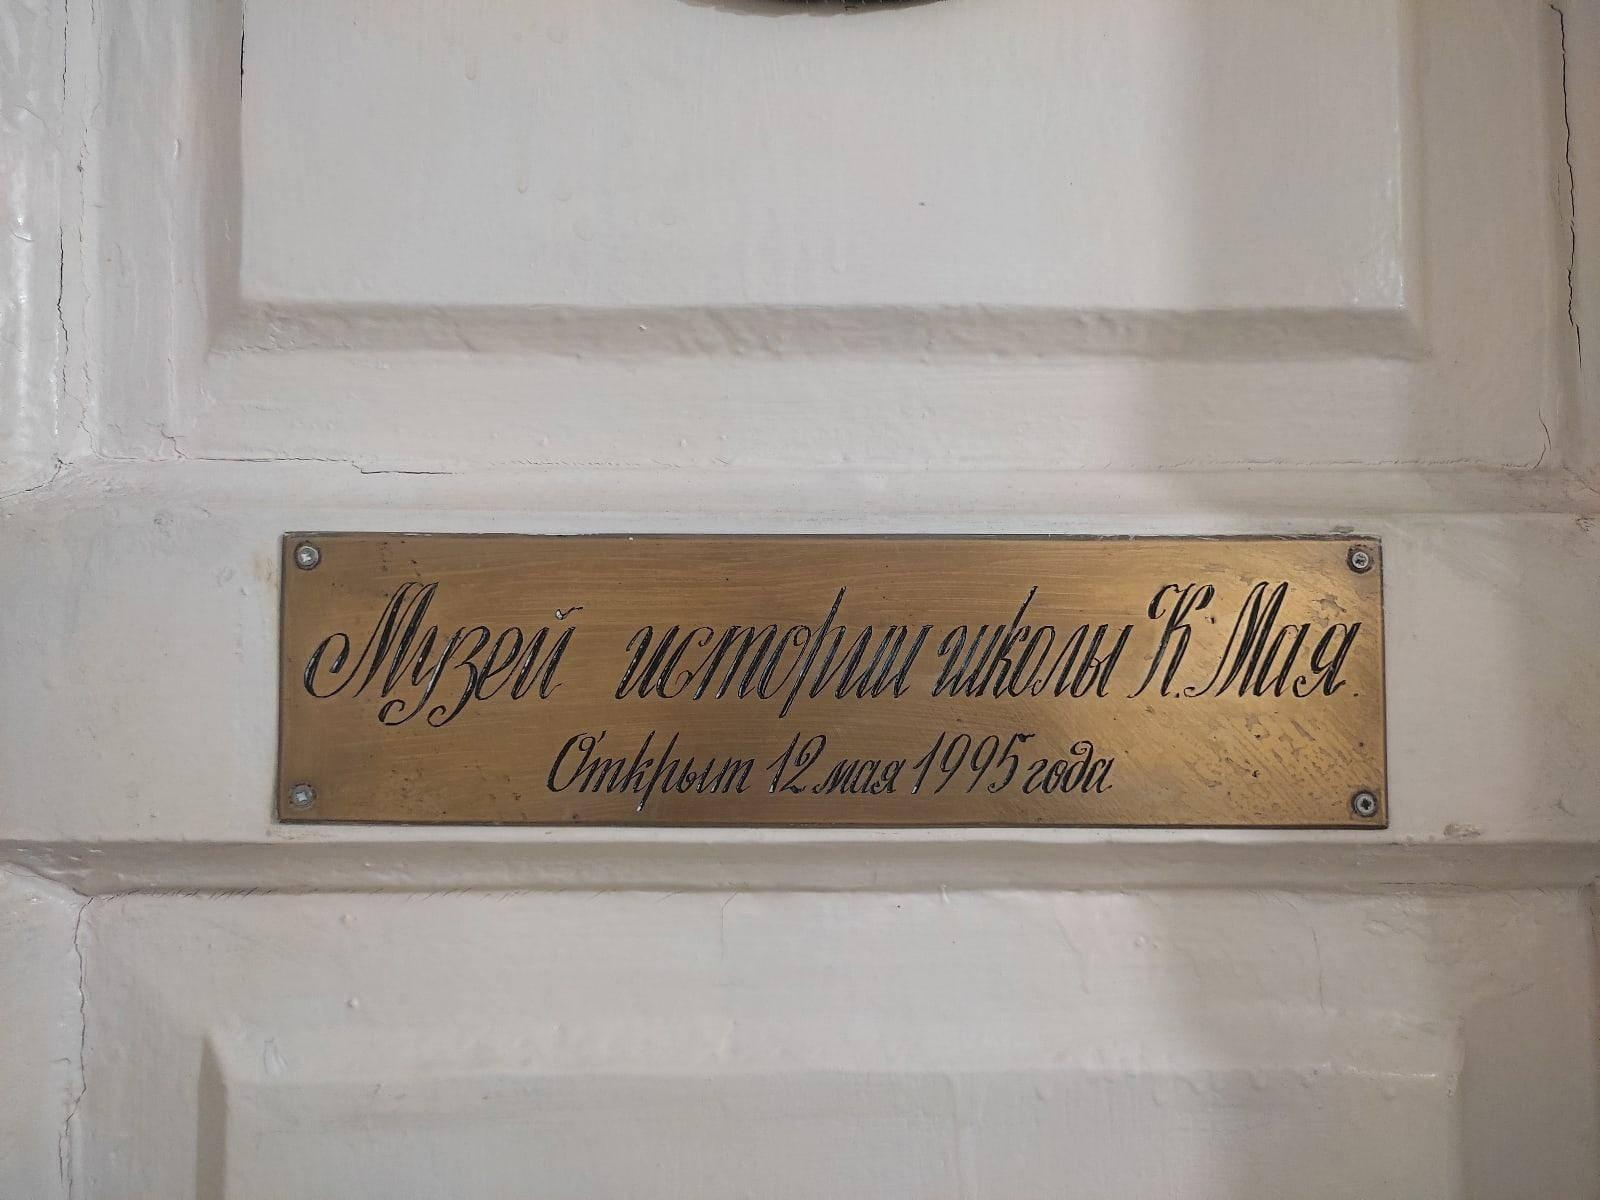 Музей истории школы К. Мая.
Открыт 12 мая 1995 года